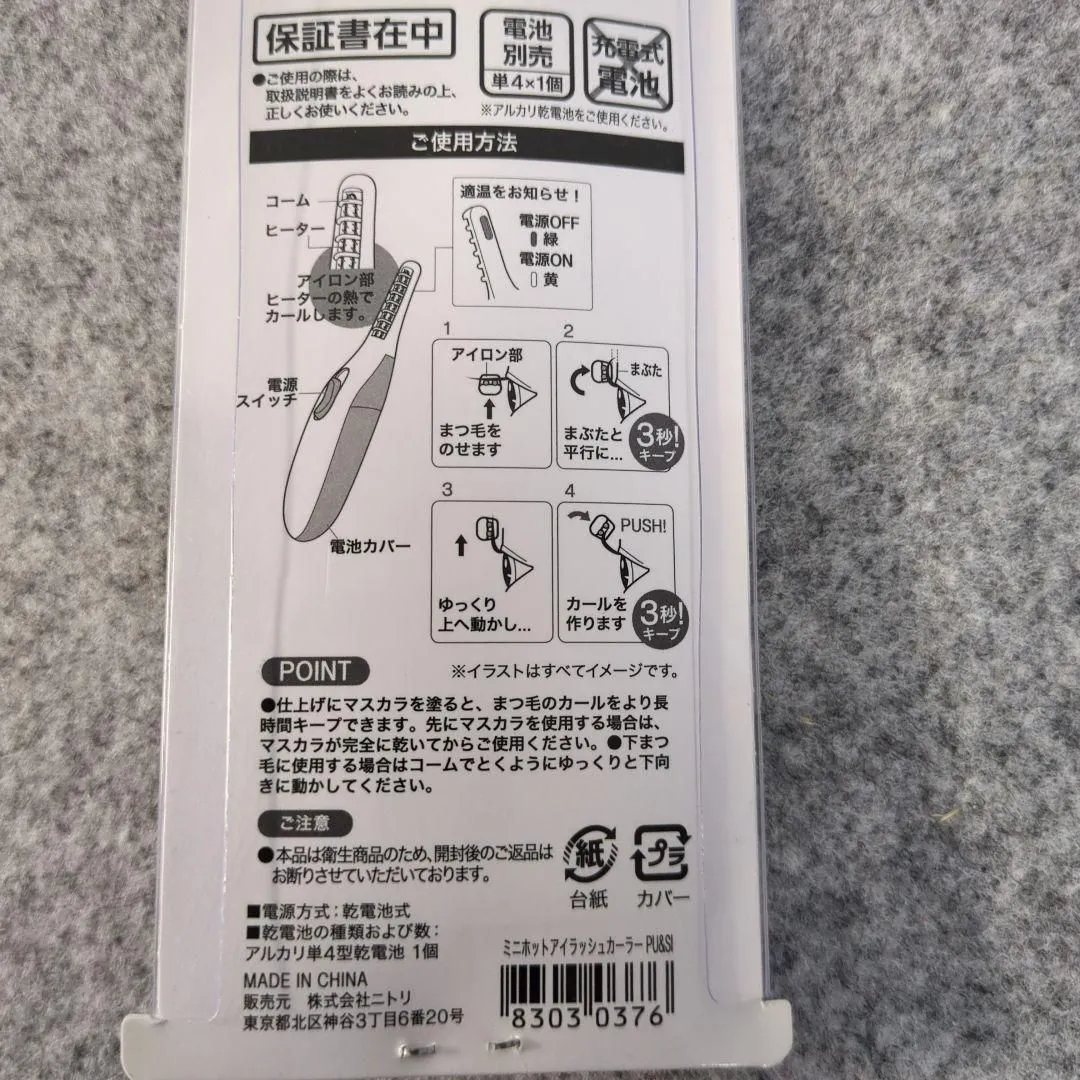 保証書在中
●ご使用の際は、
取扱説明書をよくお読みの上、
正しくお使いください。
電池
別売
単4×1個
充電式
電池
※アルカリ乾電池をご使用ください。
ご使用方法
コーム
ヒーター
アイロン部
ヒーターの熱で
カールします。
電源
スイッチ
電池カバー
適温をお知らせ!
電源OFF
緑
電源ON
黄
1
アイロン部
まつ毛を
のせます
2
まぶた
まぶたと
平行に...
3秒!
キープ
3
ゆっくり
上へ動かし...
4
PUSH!
カールを
作ります
3秒!
キープ
POINT
※イラストはすべてイメージです。
●仕上げにマスカラを塗ると、まつ毛のカールをより長
時間キープできます。先にマスカラを使用する場合は、
マスカラが完全に乾いてからご使用ください。●下まつ
毛に使用する場合はコームでとくようにゆっくりと下向
きに動かしてください。
ご注意
●本品は衛生商品のため、開封後のご返品は
お断りさせていただいております。
紙
台紙
プラ
カバー
■電源方式:乾電池式
■乾電池の種類および数:
アルカリ単4型乾電池 1個
MADE IN CHINA
販売元 株式会社ニトリ
東京都北区神谷3丁目6番20号
ミニホットアイラッシュカーラー PU&SI
8303 0376